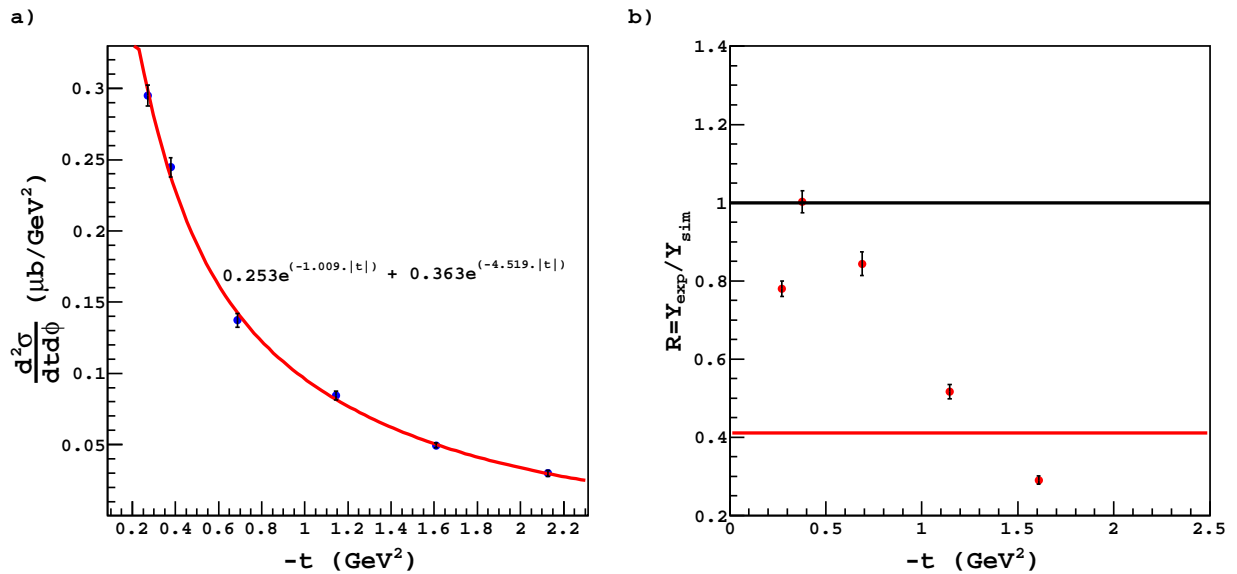 a)
d²σ/dtdϕ (μb/GeV²)
0.3
0.25
0.2
0.15
0.1
0.05
0.253e^(-1.009.|t|) + 0.363e^(-4.519.|t|)
0.2 0.4 0.6 0.8 1 1.2 1.4 1.6 1.8 2 2.2
-t (GeV²)
b)
R=Y_exp/Y_sim
1.4
1.2
1
0.8
0.6
0.4
0.2
0 0.5 1 1.5 2 2.5
-t (GeV²)